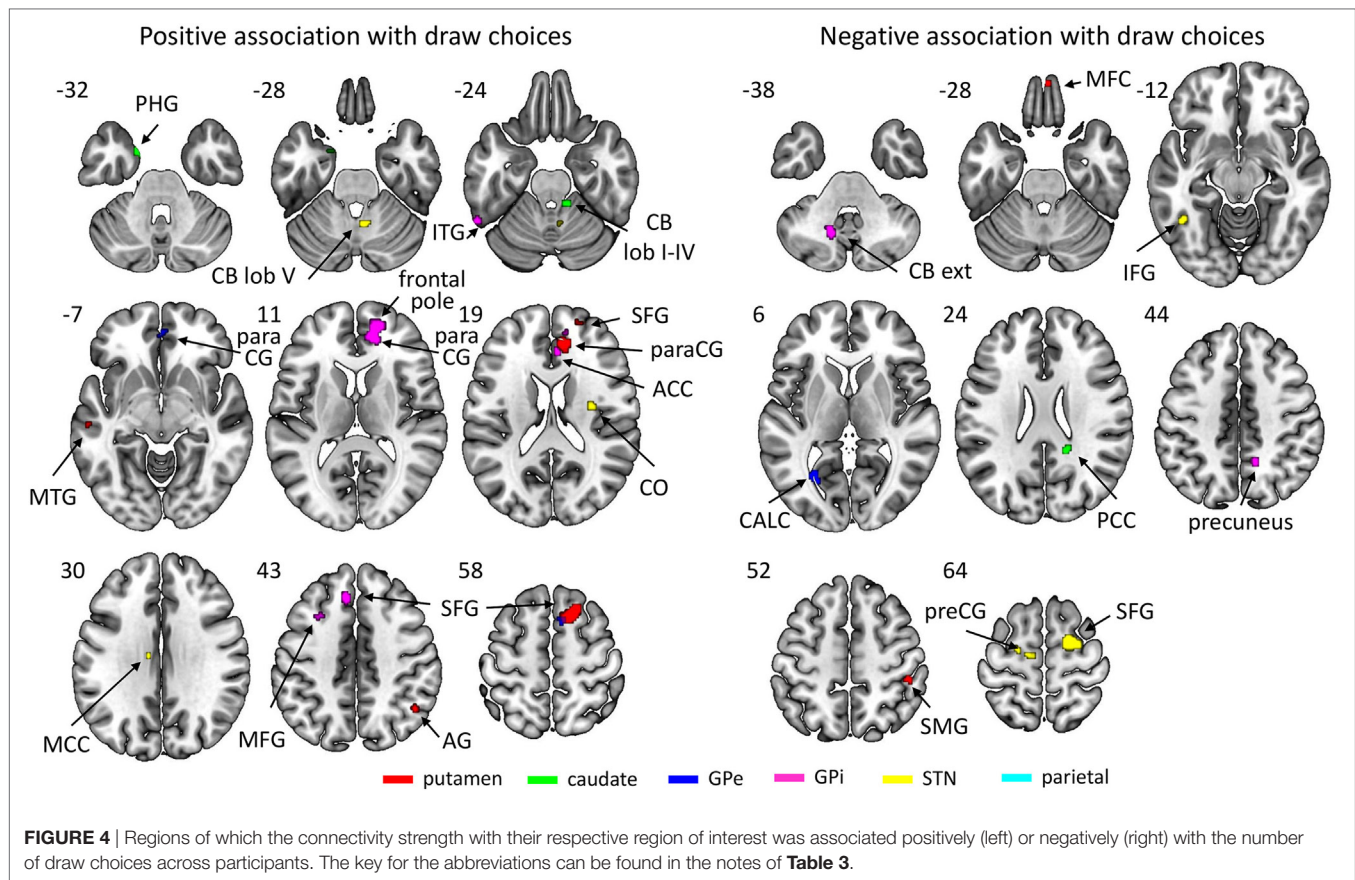 Positive association with draw choices
Negative association with draw choices
-32
PHG
-28
-24
CB lob V
ITG
CB
lob I-IV
-38
-28
MFC
-12
CB ext
IFG
-7
para
CG
MTG
11
frontal
pole
para
CG
19
SFG
paraCG
ACC
CO
6
CALC
24
PCC
44
precuneus
30
MCC
43
MFG
SFG
AG
58
52
SMG
64
preCG
SFG
putamen caudate GPe GPi STN parietal
FIGURE 4 | Regions of which the connectivity strength with their respective region of interest was associated positively (left) or negatively (right) with the number
of draw choices across participants. The key for the abbreviations can be found in the notes of Table 3.